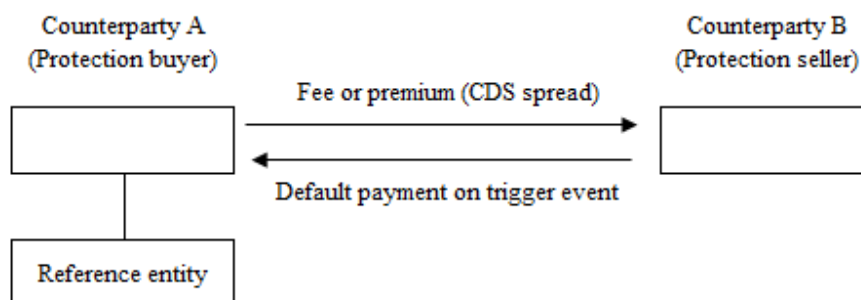 Counterparty A
(Protection buyer)
Counterparty B
(Protection seller)
Fee or premium (CDS spread)
Default payment on trigger event
Reference entity